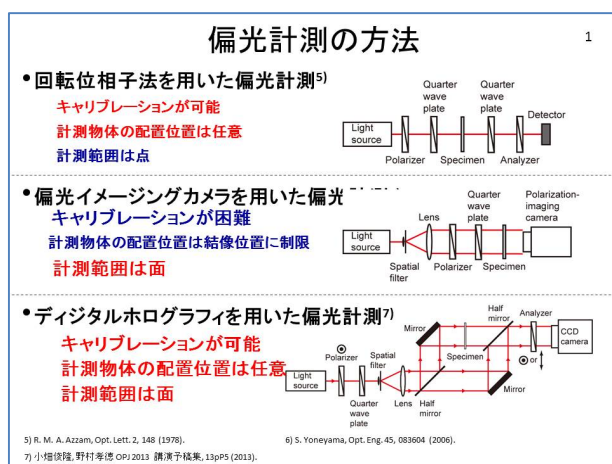 偏光計測の方法
1
•回転位相子法を用いた偏光計測5)
キャリブレーションが可能
計測物体の配置位置は任意
計測範囲は点
Light source
Polarizer
Quarter wave plate
Specimen
Quarter wave plate
Analyzer
Detector
•偏光イメージングカメラを用いた偏光
キャリブレーションが困難
計測物体の配置位置は結像位置に制限
計測範囲は面
Light source
Spatial filter
Lens
Polarizer
Quarter wave plate
Specimen
Polarization-imaging camera
•ディジタルホログラフィを用いた偏光計測7)
キャリブレーションが可能
計測物体の配置位置は任意
計測範囲は面
Light source
Polarizer
Quarter wave plate
Spatial filter
Lens
Half mirror
Mirror
Specimen
Half mirror
Mirror
Analyzer
or
CCD camera
5) R. M. A. Azzam, Opt. Lett. 2, 148 (1978).
6) S. Yoneyama, Opt. Eng. 45, 083604 (2006).
7) 小畑俊隆, 野村孝徳 OPJ 2013 講演予稿集, 13pP5 (2013).